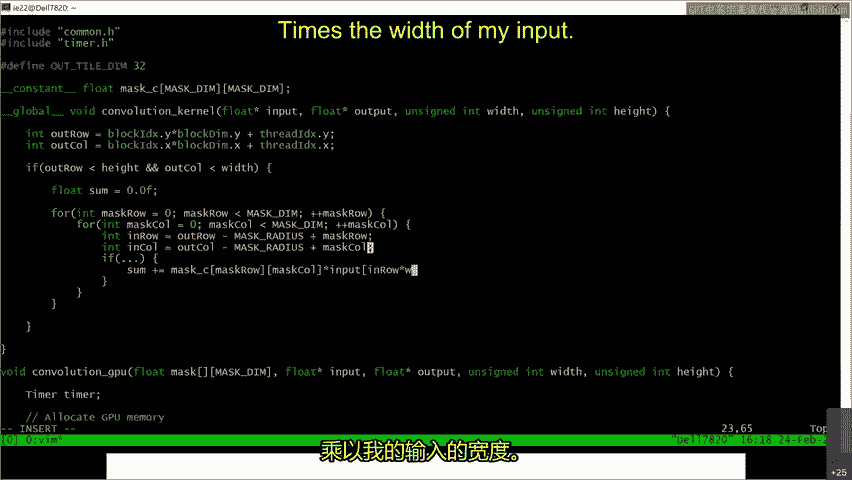 ie22@Dell7820: ~
Times the width of my input.
#include "common.h"
#include "timer.h"
#define OUT_TILE_DIM 32
__constant__ float mask_c[MASK_DIM][MASK_DIM];
__global__ void convolution_kernel(float* input, float* output, unsigned int width, unsigned int height) {
int outRow = blockIdx.y*blockDim.y + threadIdx.y;
int outCol = blockIdx.x*blockDim.x + threadIdx.x;
if(outRow < height && outCol < width) {
float sum = 0.0f;
for(int maskRow = 0; maskRow < MASK_DIM; ++maskRow) {
for(int maskCol = 0; maskCol < MASK_DIM; ++maskCol) {
int inRow = outRow - MASK_RADIUS + maskRow;
int inCol = outCol - MASK_RADIUS + maskCol;
if(...) {
sum += mask_c[maskRow][maskCol]*input[inRow*w
}
}
}
}
}
void convolution_gpu(float mask[][MASK_DIM], float* input, float* output, unsigned int width, unsigned int height) {
Timer timer;
// Allocate GPU memory
-- INSERT -- 23,65 Top
[0] 0:vim* "Dell7820" 16:18 24-Feb-
乘以我的输入的宽度。
+25